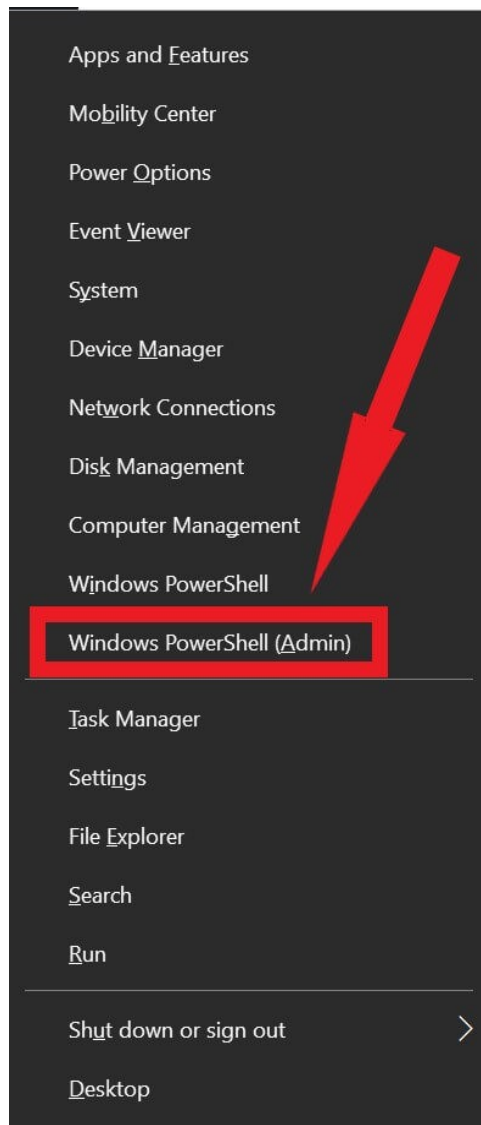 Apps and Features
Mobility Center
Power Options
Event Viewer
System
Device Manager
Network Connections
Disk Management
Computer Management
Windows PowerShell
Windows PowerShell (Admin)
Task Manager
Settings
File Explorer
Search
Run
Shut down or sign out
Desktop